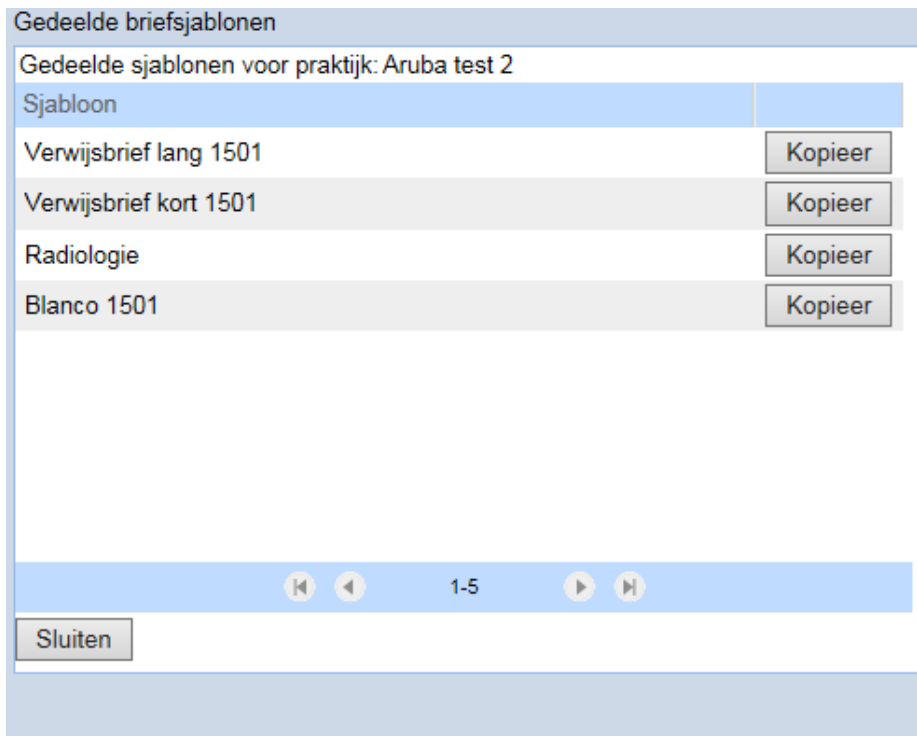 Gedeelde briefsjablonen
Gedeelde sjablonen voor praktijk: Aruba test 2
Sjabloon
Verwijsbrief lang 1501 Kopieer
Verwijsbrief kort 1501 Kopieer
Radiologie Kopieer
Blanco 1501 Kopieer
1-5
Sluiten